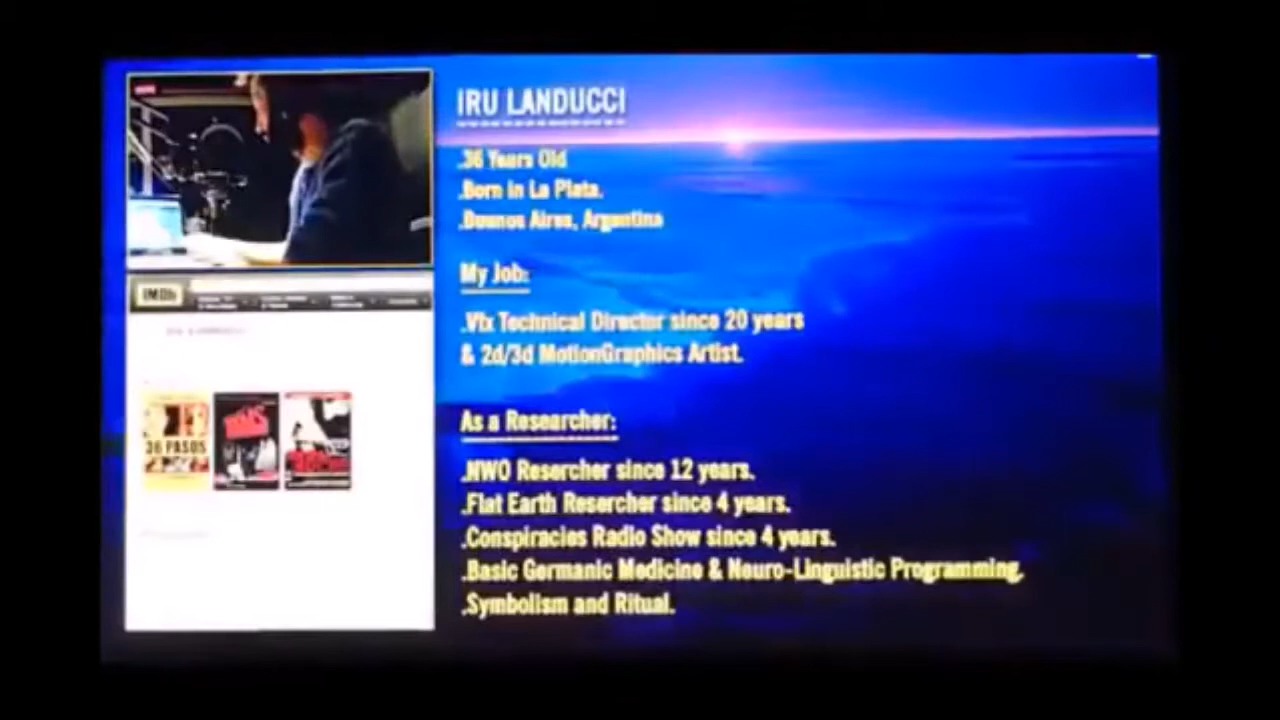 IRU LANDUCCI
.36 Years Old
.Born in La Plata.
.Buenos Aires, Argentina
My Job:
.Vfx Technical Director since 20 years
& 2d/3d MotionGraphics Artist.
As a Researcher:
.NWO Resercher since 12 years.
.Flat Earth Resercher since 4 years.
.Conspiracies Radio Show since 4 years.
.Basic Germanic Medicine & Neuro-Linguistic Programming.
.Symbolism and Ritual.
IMDb
36 PASOS